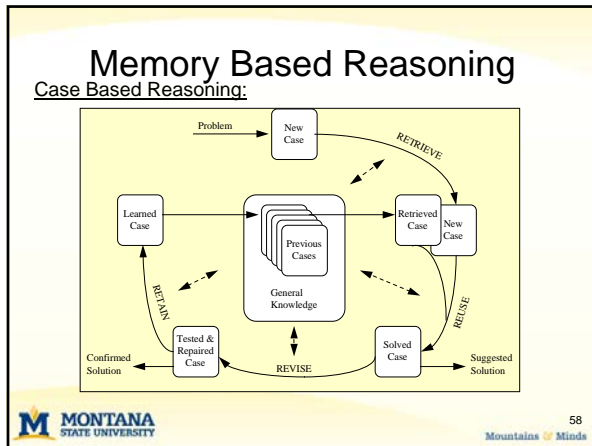 Memory Based Reasoning
Case Based Reasoning:
Problem
New
Case
RETRIEVE
Learned
Case
Previous
Cases
General
Knowledge
Retrieved
Case
New
Case
RETAIN
REUSE
Tested &
Repaired
Case
Confirmed
Solution
REVISE
Solved
Case
Suggested
Solution
M MONTANA
STATE UNIVERSITY
58
Mountains & Minds